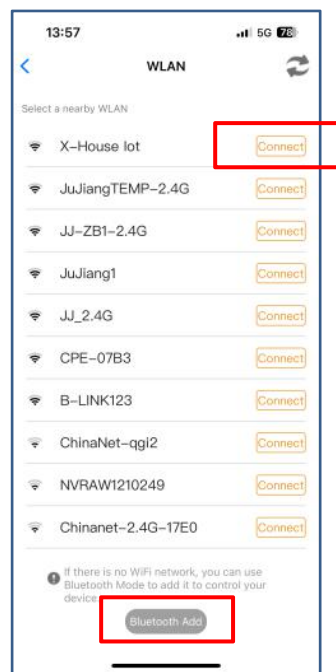 13:57 5G 78
WLAN
Select a nearby WLAN
X-House Iot Connect
JuJiangTEMP-2.4G Connect
JJ-ZB1-2.4G Connect
JuJiang1 Connect
JJ_2.4G Connect
CPE-07B3 Connect
B-LINK123 Connect
ChinaNet-qgi2 Connect
NVRAW1210249 Connect
Chinanet-2.4G-17E0 Connect
If there is no WiFi network, you can use
Bluetooth Mode to add it to control your
device.
Bluetooth Add